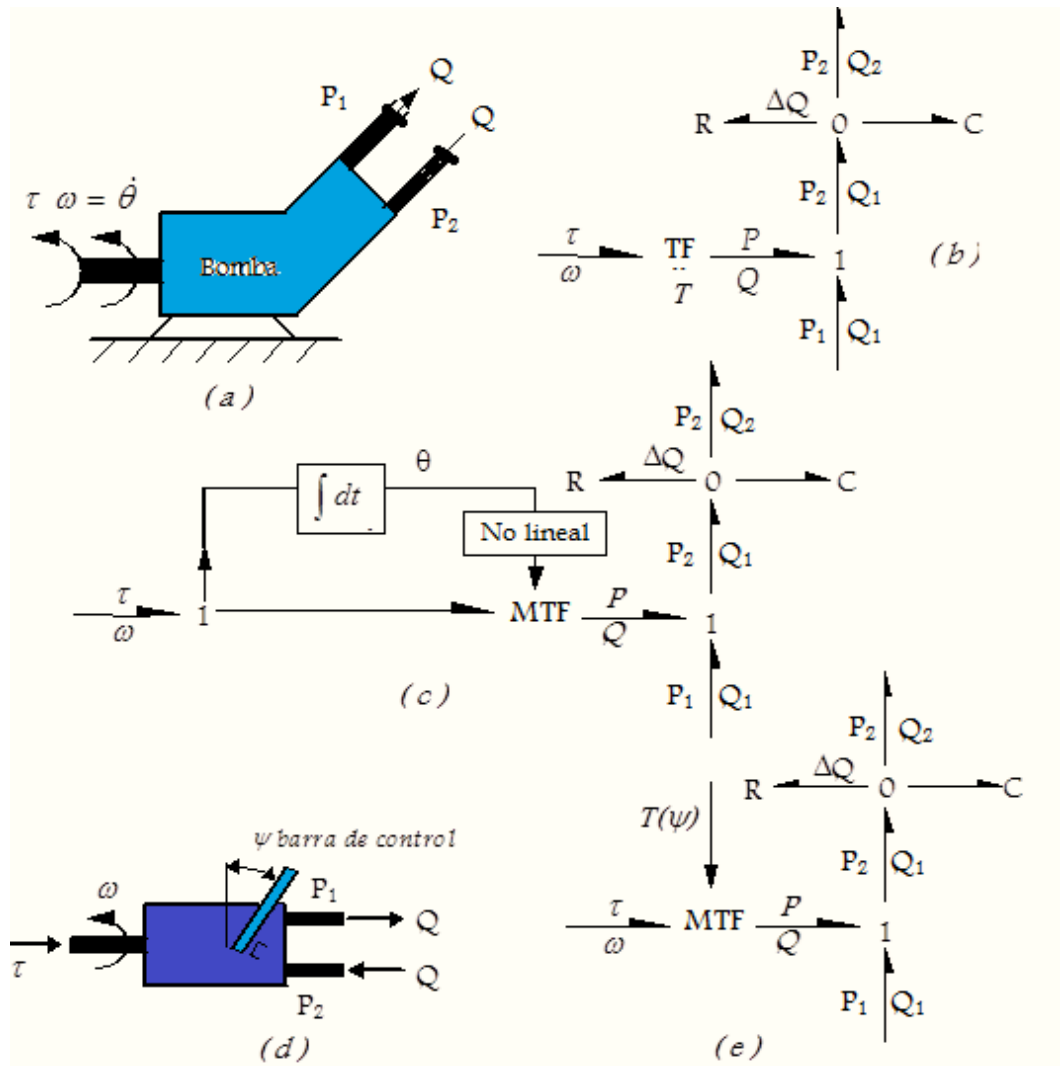 Q
P₁
Q
τ ω = θ̇
P₂
Bomba
(a)
P₂ Q₂
R ΔQ 0 C
P₂ Q₁
τ
ω
TF
..
T
P
Q
1
(b)
P₁ Q₁
θ
∫ dt
No lineal
P₂ Q₂
R ΔQ 0 C
P₂ Q₁
τ
ω
1
MTF
P
Q
1
(c)
P₁ Q₁
ψ barra de control
ω
P₁
Q
τ
Q
P₂
(d)
P₂ Q₂
R ΔQ 0 C
T(ψ)
P₂ Q₁
τ
ω
MTF
P
Q
1
P₁ Q₁
(e)